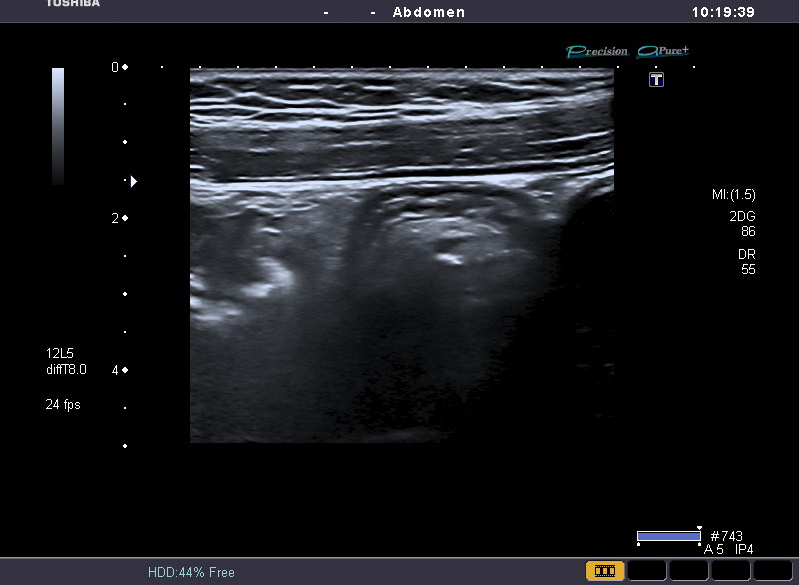 TOSHIBA
- - Abdomen 10:19:39
Precision APure+
T
0
2
4
MI:(1.5)
2DG
86
DR
55
12L5
diffT8.0
24 fps
#743
A 5 IP4
HDD:44% Free